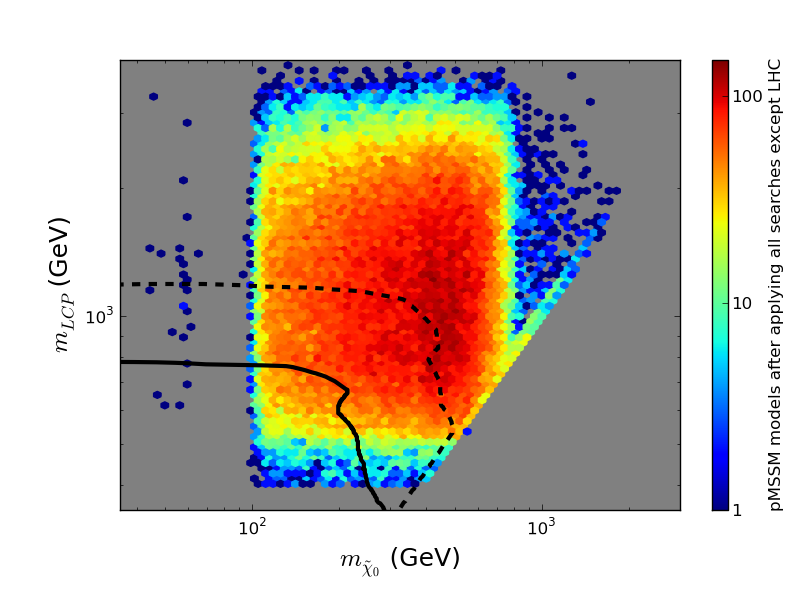 100
10
1
pMSSM models after applying all searches except LHC
10³
m_LCP (GeV)
10² 10³
m_χ̃₀ (GeV)